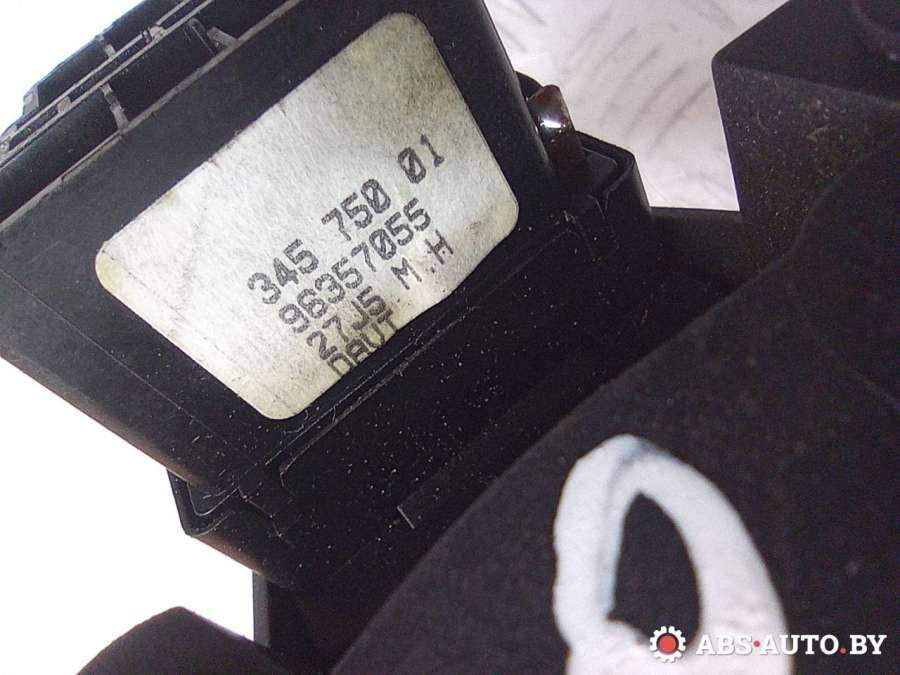 345 750 01
96357055
27J5 M.H
DAUT
ABS-AUTO.BY